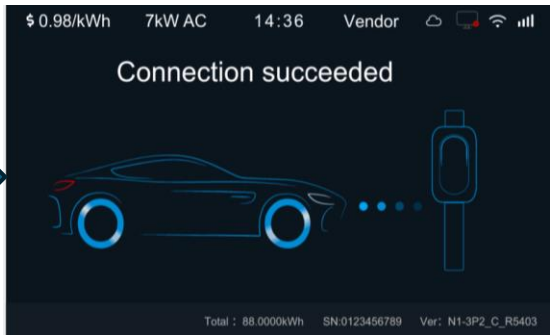 $ 0.98/kWh 7kW AC 14:36 Vendor
Connection succeeded
Total : 88.0000kWh SN:0123456789 Ver: N1-3P2_C_R5403